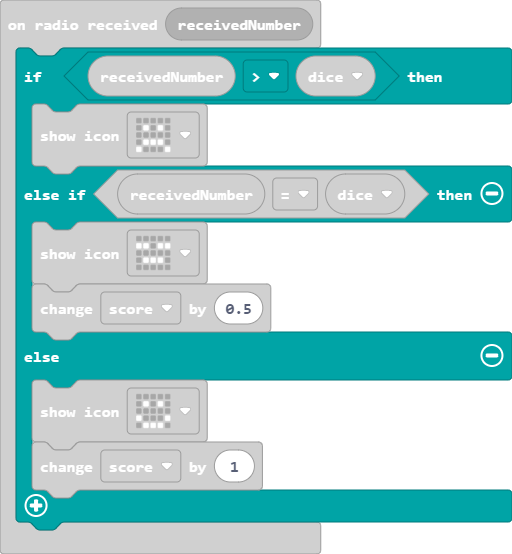 on radio received receivedNumber
if receivedNumber > dice then
show icon
else if receivedNumber = dice then
show icon
change score by 0.5
else
show icon
change score by 1